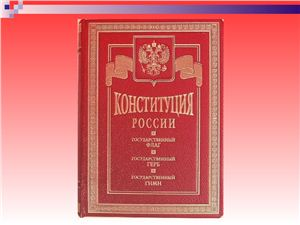 КОНСТИТУЦИЯ
РОССИИ
ГОСУДАРСТВЕННЫЙ
ФЛАГ
ГОСУДАРСТВЕННЫЙ
ГЕРБ
ГОСУДАРСТВЕННЫЙ
ГИМН